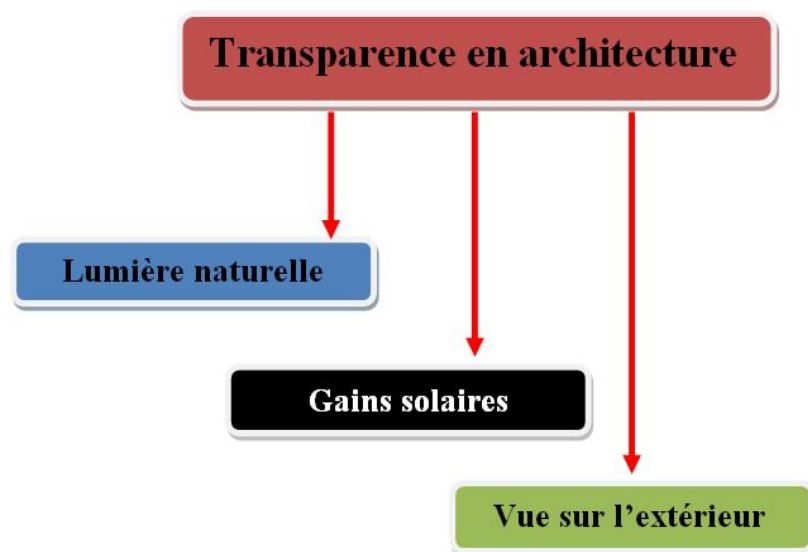 Transparence en architecture
Lumière naturelle
Gains solaires
Vue sur l’extérieur